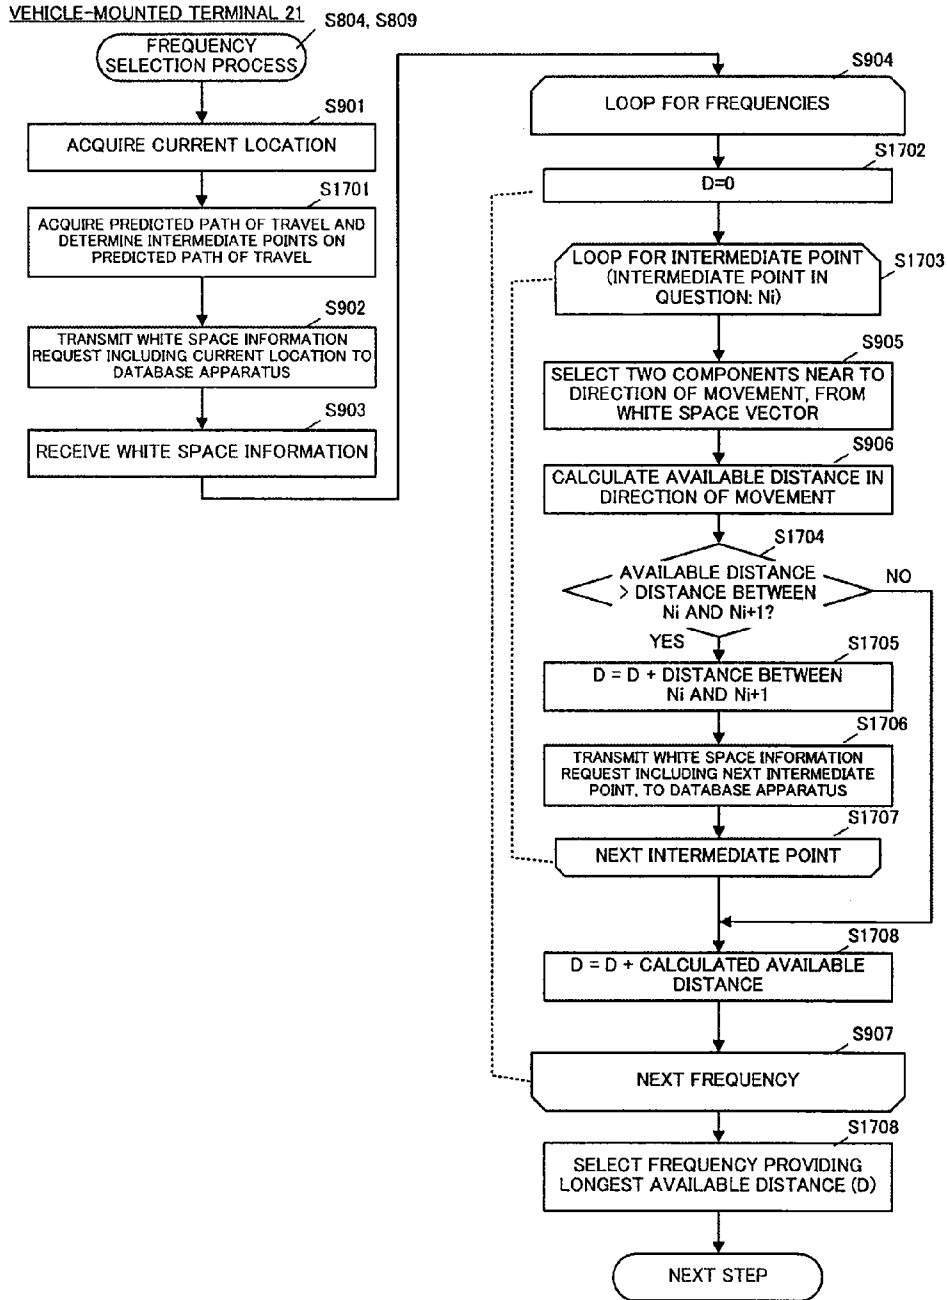 VEHICLE-MOUNTED TERMINAL 21
S804, S809
FREQUENCY
SELECTION PROCESS
S901
ACQUIRE CURRENT LOCATION
S1701
ACQUIRE PREDICTED PATH OF TRAVEL AND
DETERMINE INTERMEDIATE POINTS ON
PREDICTED PATH OF TRAVEL
S902
TRANSMIT WHITE SPACE INFORMATION
REQUEST INCLUDING CURRENT LOCATION TO
DATABASE APPARATUS
S903
RECEIVE WHITE SPACE INFORMATION
S904
LOOP FOR FREQUENCIES
S1702
D=0
LOOP FOR INTERMEDIATE POINT
(INTERMEDIATE POINT IN
QUESTION: Ni)
S1703
S905
SELECT TWO COMPONENTS NEAR TO
DIRECTION OF MOVEMENT, FROM
WHITE SPACE VECTOR
S906
CALCULATE AVAILABLE DISTANCE IN
DIRECTION OF MOVEMENT
S1704
AVAILABLE DISTANCE
> DISTANCE BETWEEN
Ni AND Ni+1?
NO
YES
S1705
D = D + DISTANCE BETWEEN
Ni AND Ni+1
S1706
TRANSMIT WHITE SPACE INFORMATION
REQUEST INCLUDING NEXT INTERMEDIATE
POINT, TO DATABASE APPARATUS
S1707
NEXT INTERMEDIATE POINT
S1708
D = D + CALCULATED AVAILABLE
DISTANCE
S907
NEXT FREQUENCY
S1708
SELECT FREQUENCY PROVIDING
LONGEST AVAILABLE DISTANCE (D)
NEXT STEP